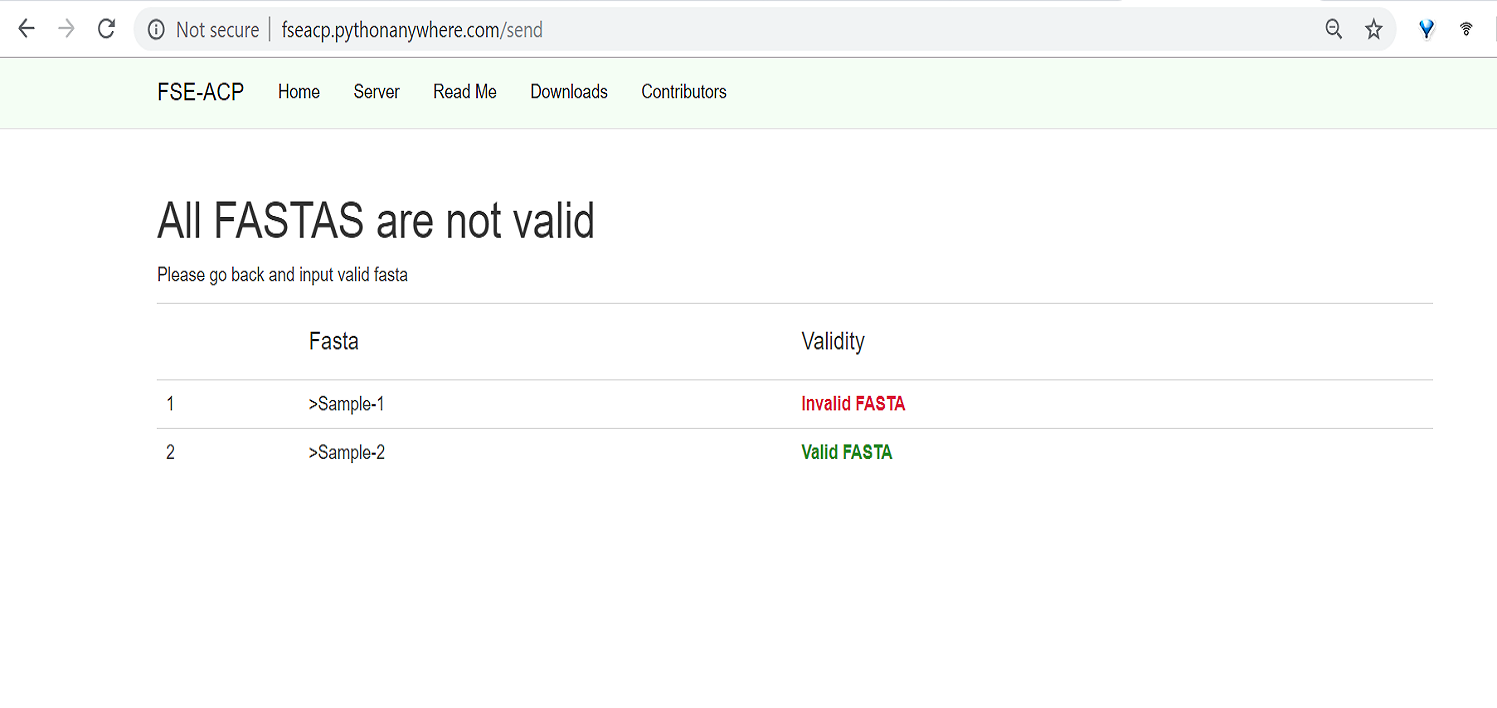 Not secure fseacp.pythonanywhere.com/send
FSE-ACP Home Server Read Me Downloads Contributors
All FASTAS are not valid
Please go back and input valid fasta
Fasta Validity
1 >Sample-1 Invalid FASTA
2 >Sample-2 Valid FASTA